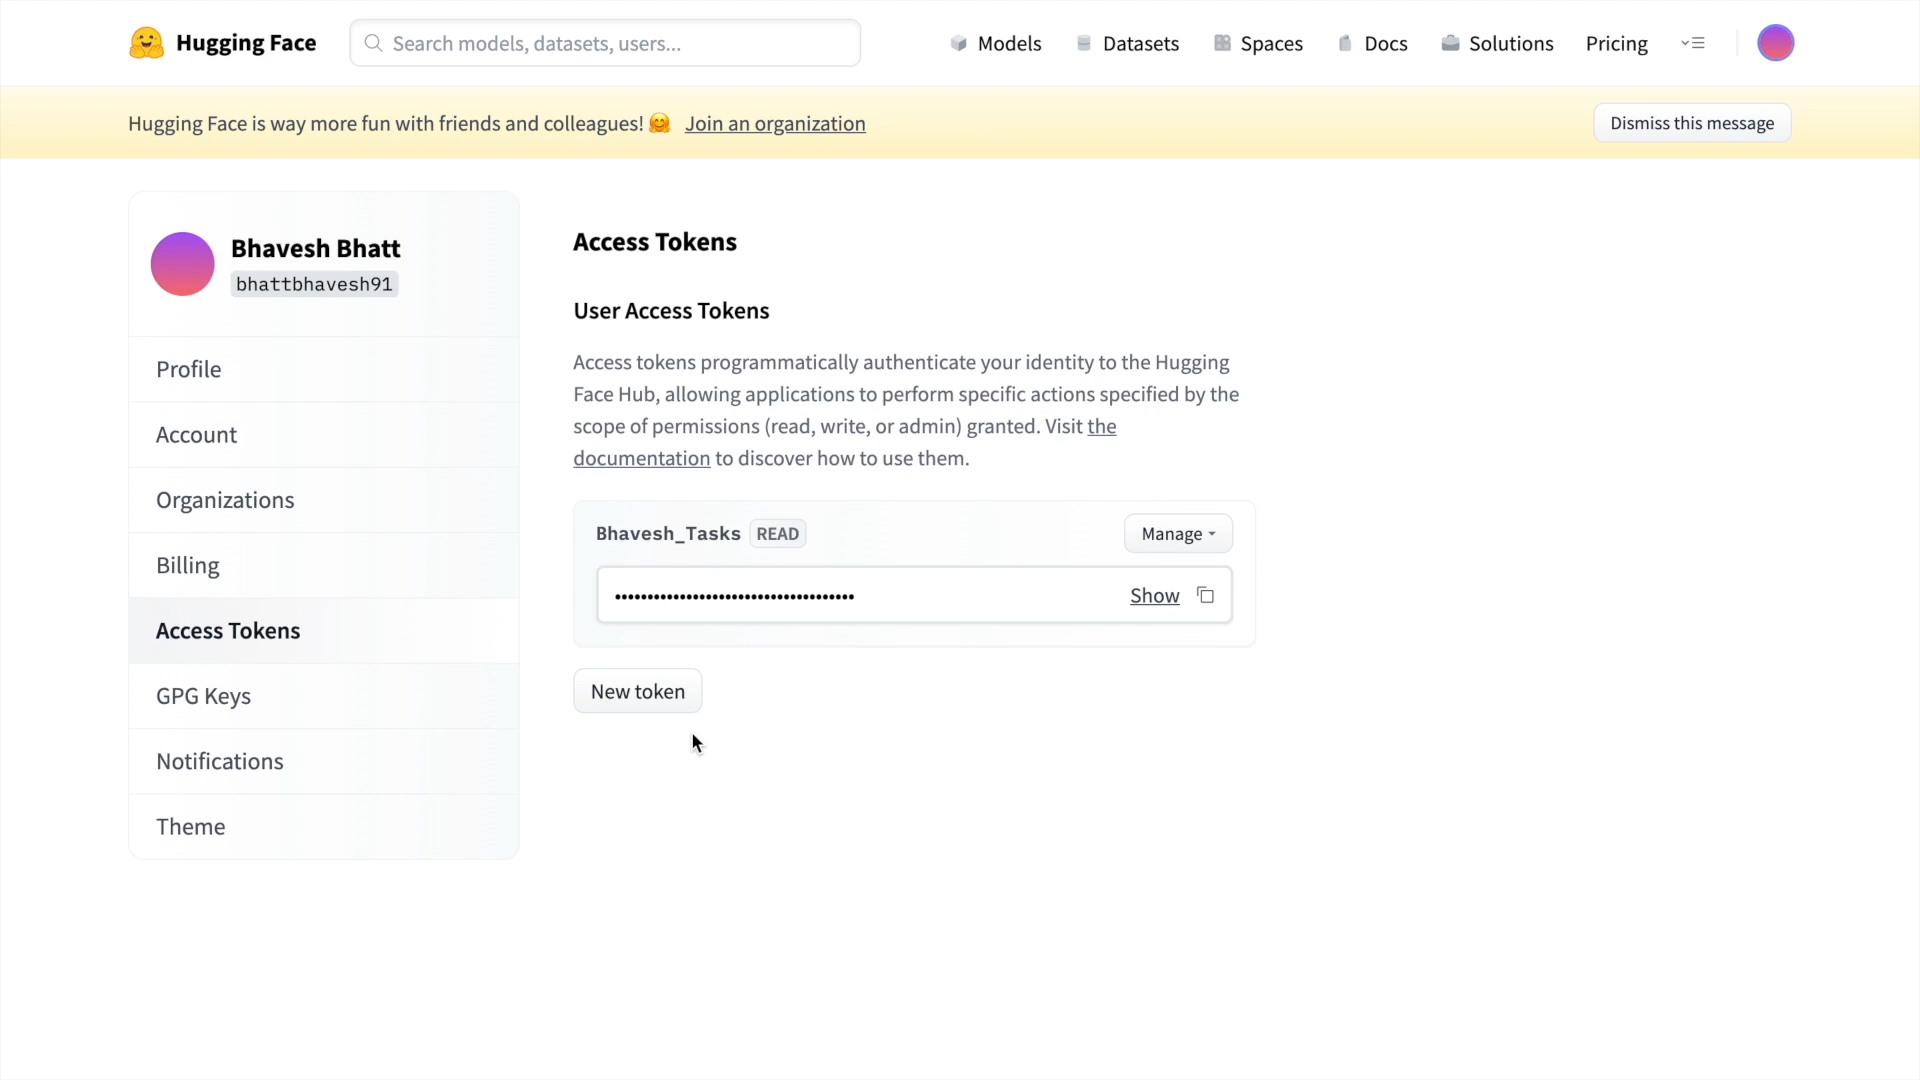 Hugging Face
Search models, datasets, users...
Models
Datasets
Spaces
Docs
Solutions
Pricing
Hugging Face is way more fun with friends and colleagues! 🤗 Join an organization
Dismiss this message
Bhavesh Bhatt
bhattbhavesh91
Profile
Account
Organizations
Billing
Access Tokens
GPG Keys
Notifications
Theme
Access Tokens
User Access Tokens
Access tokens programmatically authenticate your identity to the Hugging
Face Hub, allowing applications to perform specific actions specified by the
scope of permissions (read, write, or admin) granted. Visit the
documentation to discover how to use them.
Bhavesh_Tasks READ
Manage
•••••••••••••••••••••••••••••••••••••
Show
New token